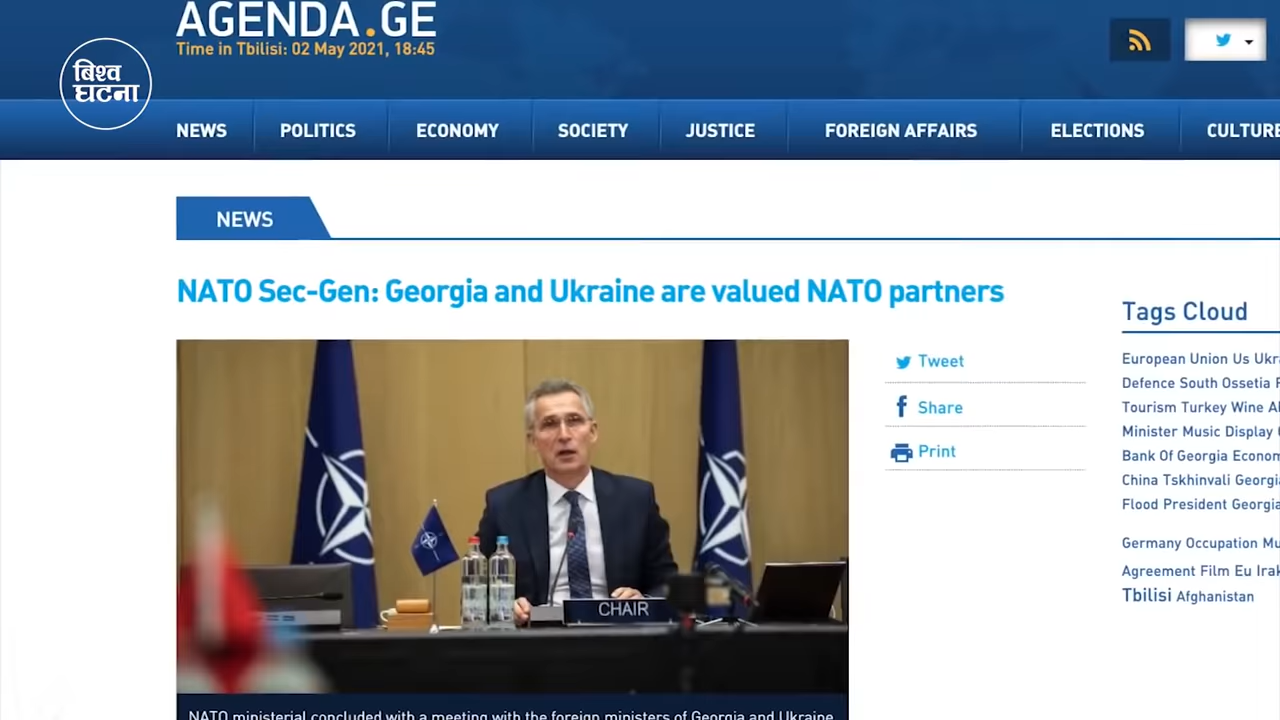 AGENDA.GE
Time in Tbilisi: 02 May 2021, 18:45
बिश्व
घटना
NEWS POLITICS ECONOMY SOCIETY JUSTICE FOREIGN AFFAIRS ELECTIONS CULTURE
NEWS
NATO Sec-Gen: Georgia and Ukraine are valued NATO partners
Tweet
Share
Print
CHAIR
NATO ministerial concluded with a meeting with the foreign ministers of Georgia and Ukraine
Tags Cloud
European Union Us
Defence South Ossetia
Tourism Turkey Wine
Minister Music Display
Bank Of Georgia
China Tskhinvali
Flood President
Germany Occupation
Agreement Film Eu
Tbilisi Afghanistan